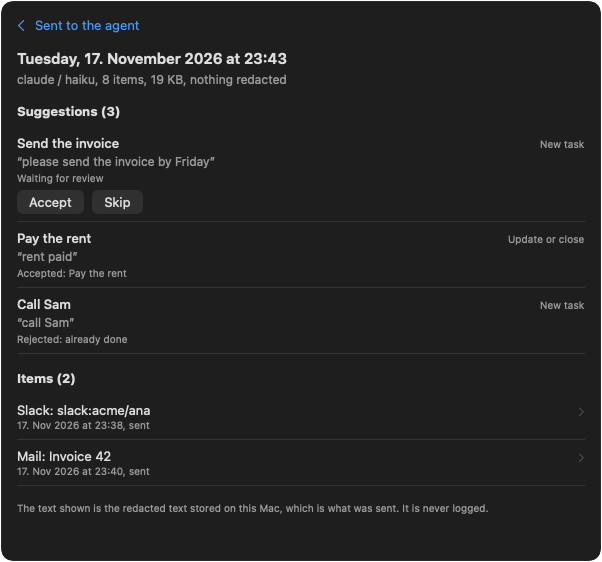 Sent to the agent
Tuesday, 17. November 2026 at 23:43
claude / haiku, 8 items, 19 KB, nothing redacted
Suggestions (3)
Send the invoice
New task
“please send the invoice by Friday”
Waiting for review
Accept
Skip
Pay the rent
Update or close
“rent paid”
Accepted: Pay the rent
Call Sam
New task
“call Sam”
Rejected: already done
Items (2)
Slack: slack:acme/ana
17. Nov 2026 at 23:38, sent
Mail: Invoice 42
17. Nov 2026 at 23:40, sent
The text shown is the redacted text stored on this Mac, which is what was sent. It is never logged.